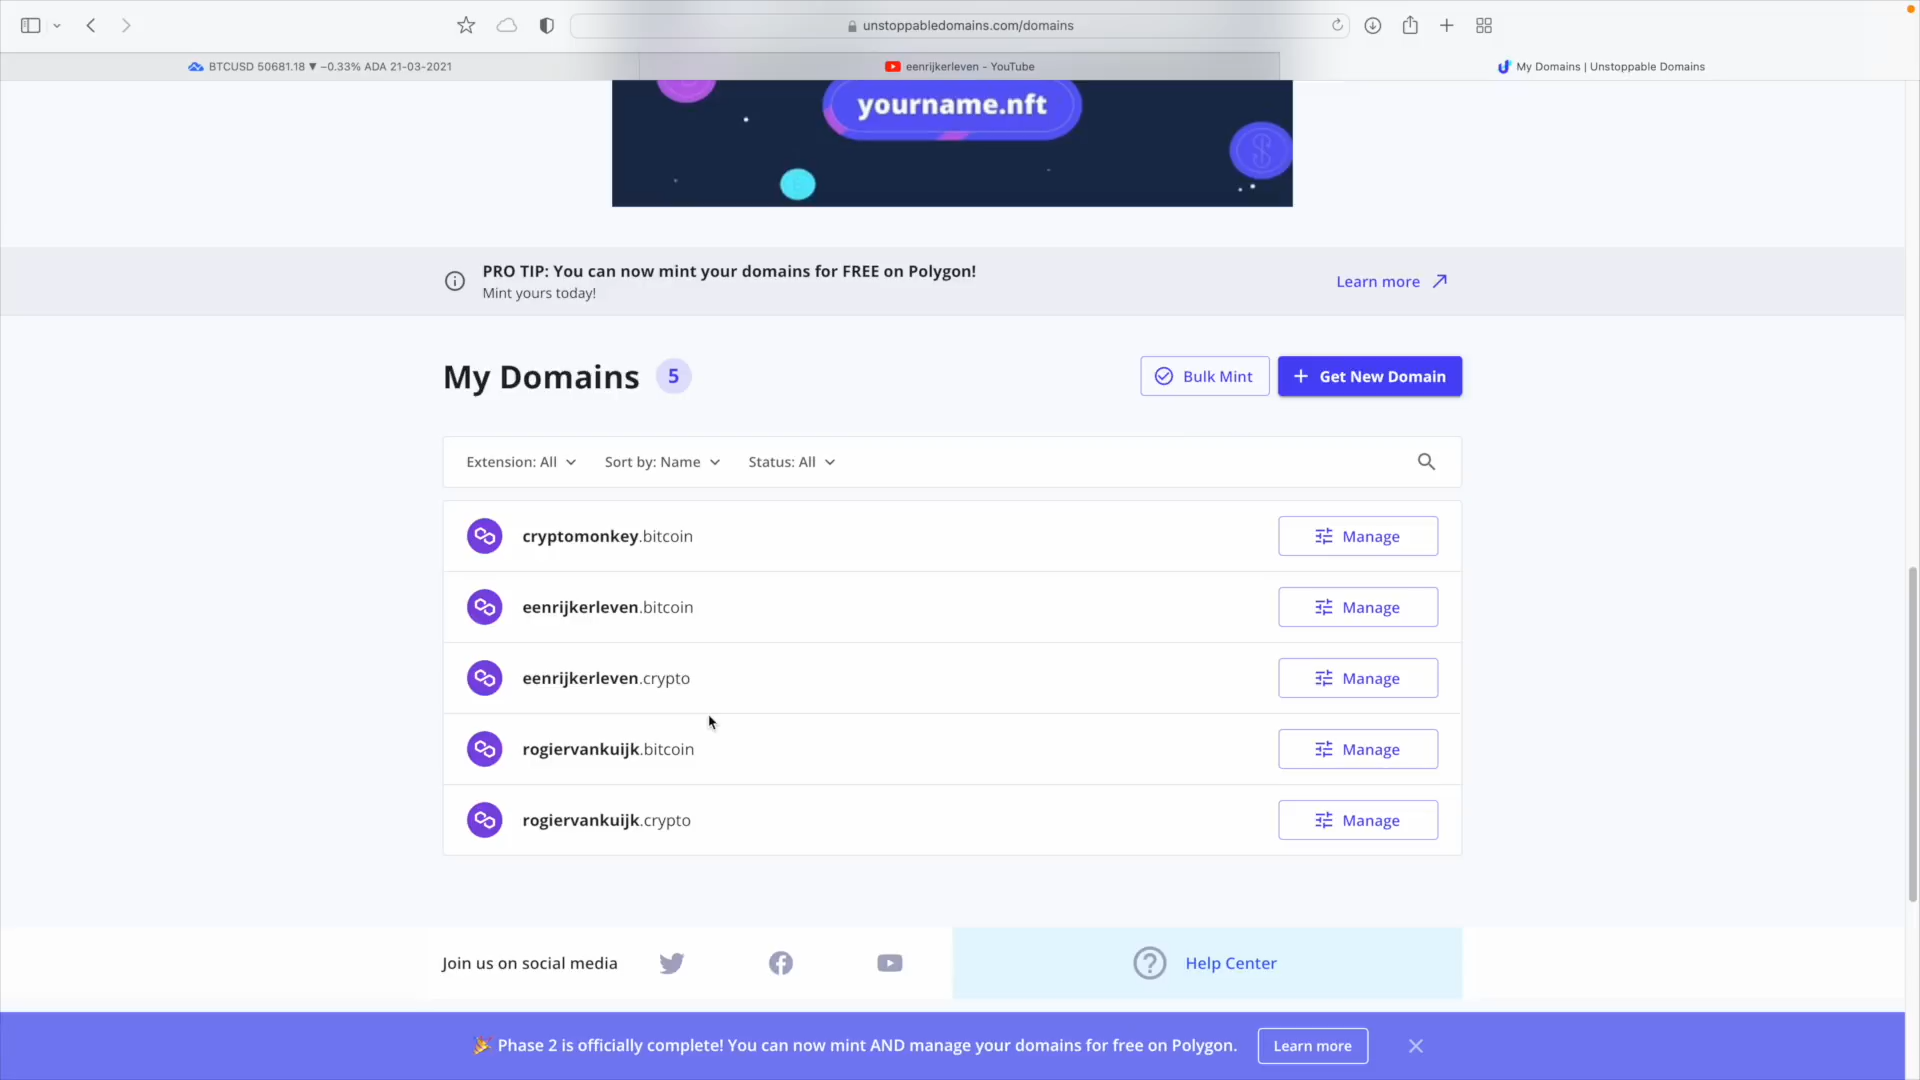 unstoppabledomains.com/domains
BTCUSD 50681.18 ▼ −0.33% ADA 21-03-2021
eenrijkerleven - YouTube
My Domains | Unstoppable Domains
yourname.nft
PRO TIP: You can now mint your domains for FREE on Polygon!
Mint yours today!
Learn more
My Domains 5
Bulk Mint
+ Get New Domain
Extension: All
Sort by: Name
Status: All
cryptomonkey.bitcoin
Manage
eenrijkerleven.bitcoin
Manage
eenrijkerleven.crypto
Manage
rogiervankuijk.bitcoin
Manage
rogiervankuijk.crypto
Manage
Join us on social media
Help Center
🎉 Phase 2 is officially complete! You can now mint AND manage your domains for free on Polygon.
Learn more